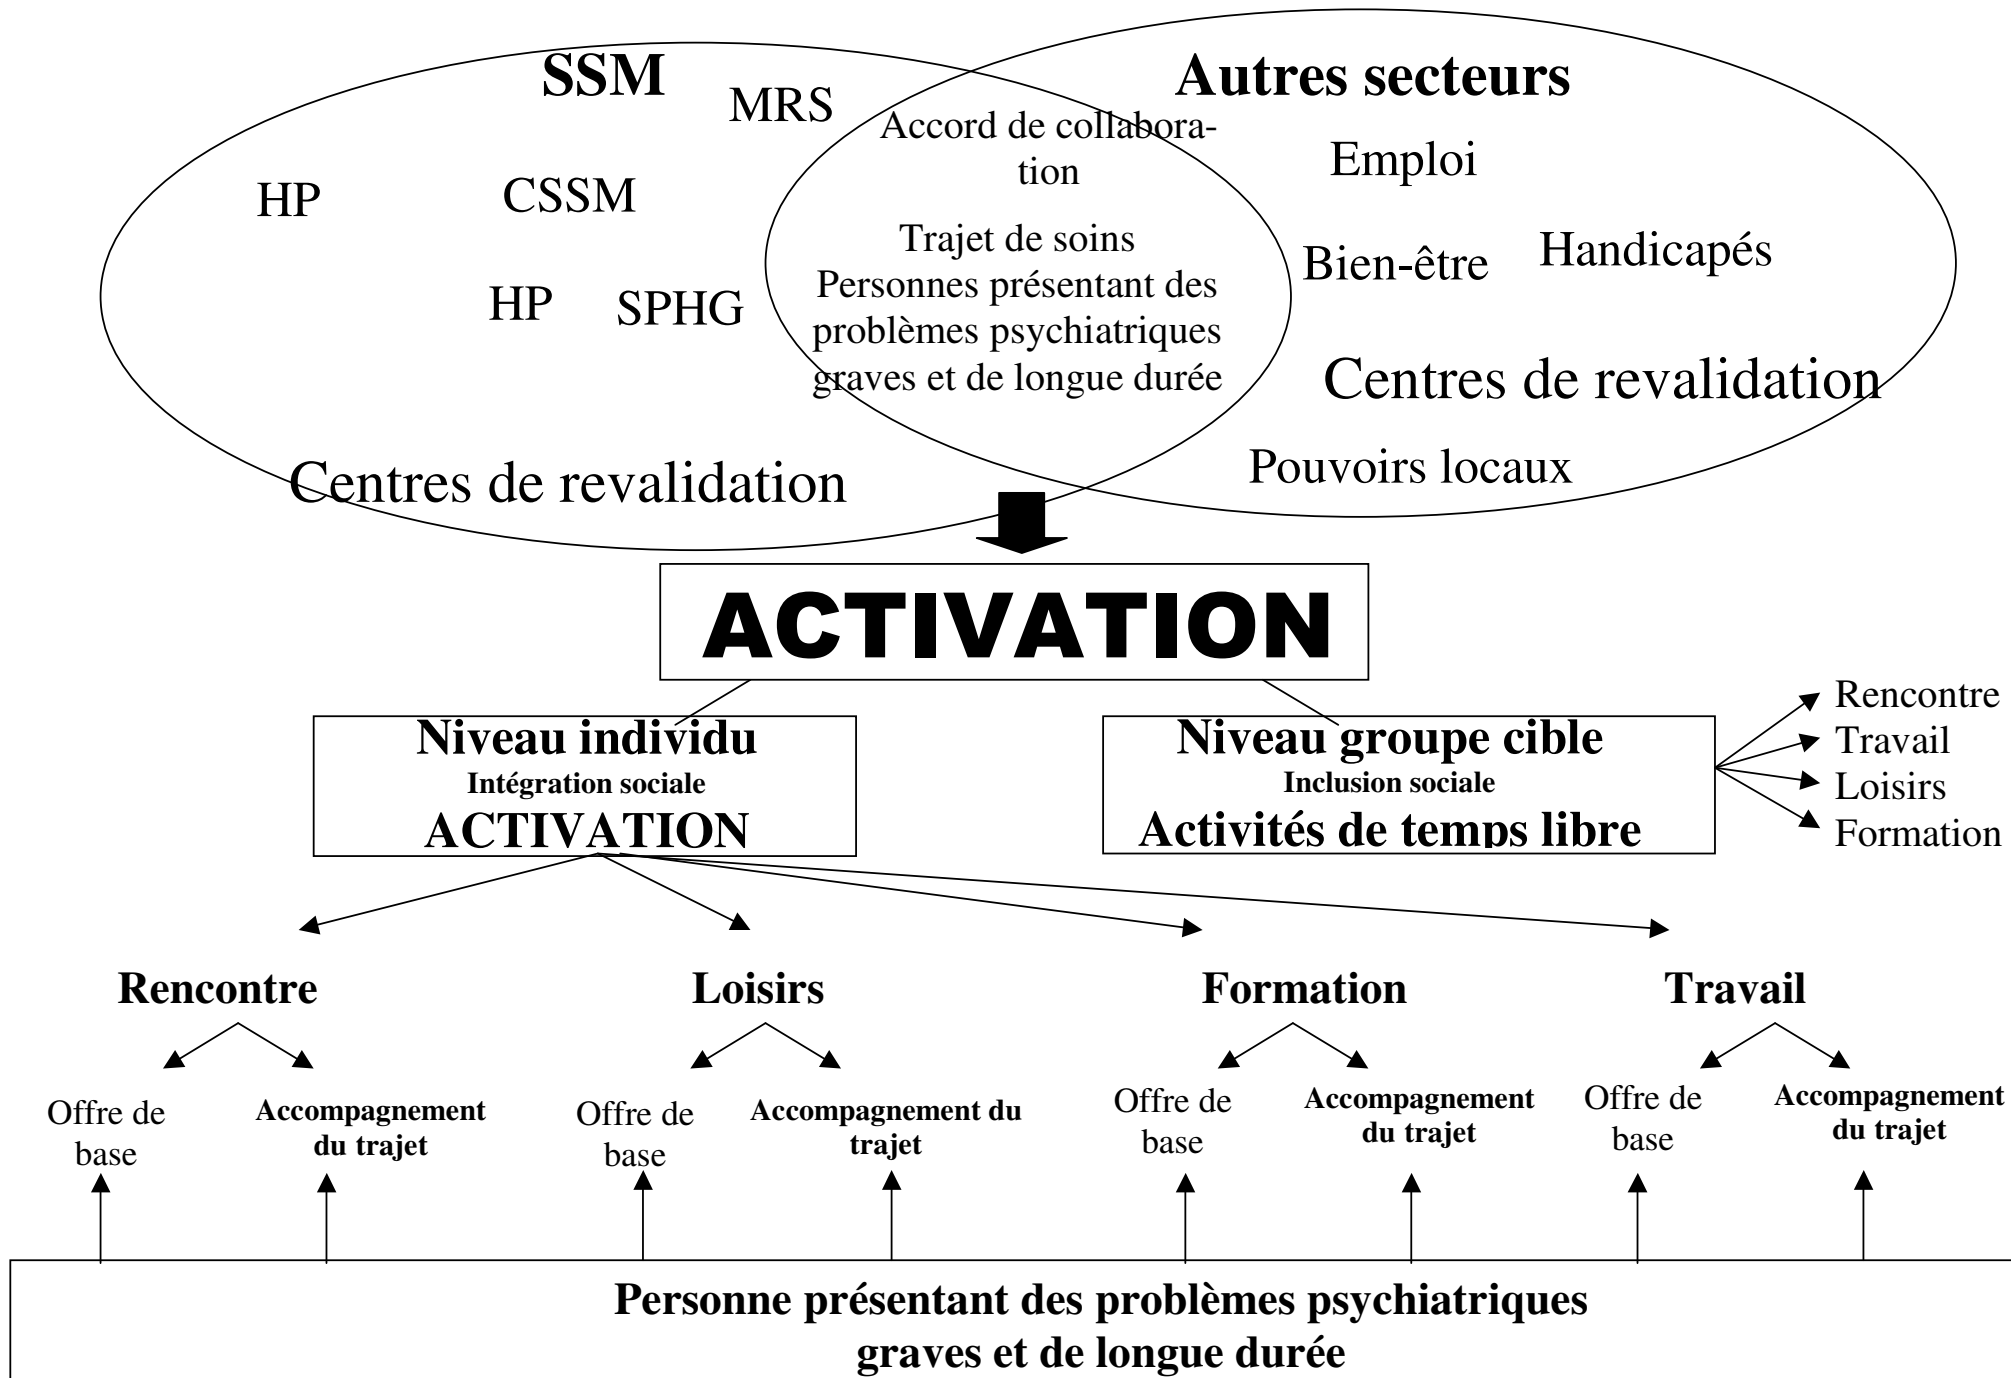 SSM
Autres secteurs
MRS
Accord de collabora-
tion
Emploi
HP
CSSM
Trajet de soins
Personnes présentant des
problèmes psychiatriques
graves et de longue durée
Bien-être
Handicapés
HP
SPHG
Centres de revalidation
Pouvoirs locaux
Centres de revalidation
ACTIVATION
Niveau individu
Intégration sociale
ACTIVATION
Niveau groupe cible
Inclusion sociale
Activités de temps libre
Rencontre
Travail
Loisirs
Formation
Rencontre
Loisirs
Formation
Travail
Offre de
base
Accompagnement
du trajet
Offre de
base
Accompagnement du
trajet
Offre de
base
Accompagnement
du trajet
Offre de
base
Accompagnement
du trajet
Personne présentant des problèmes psychiatriques
graves et de longue durée